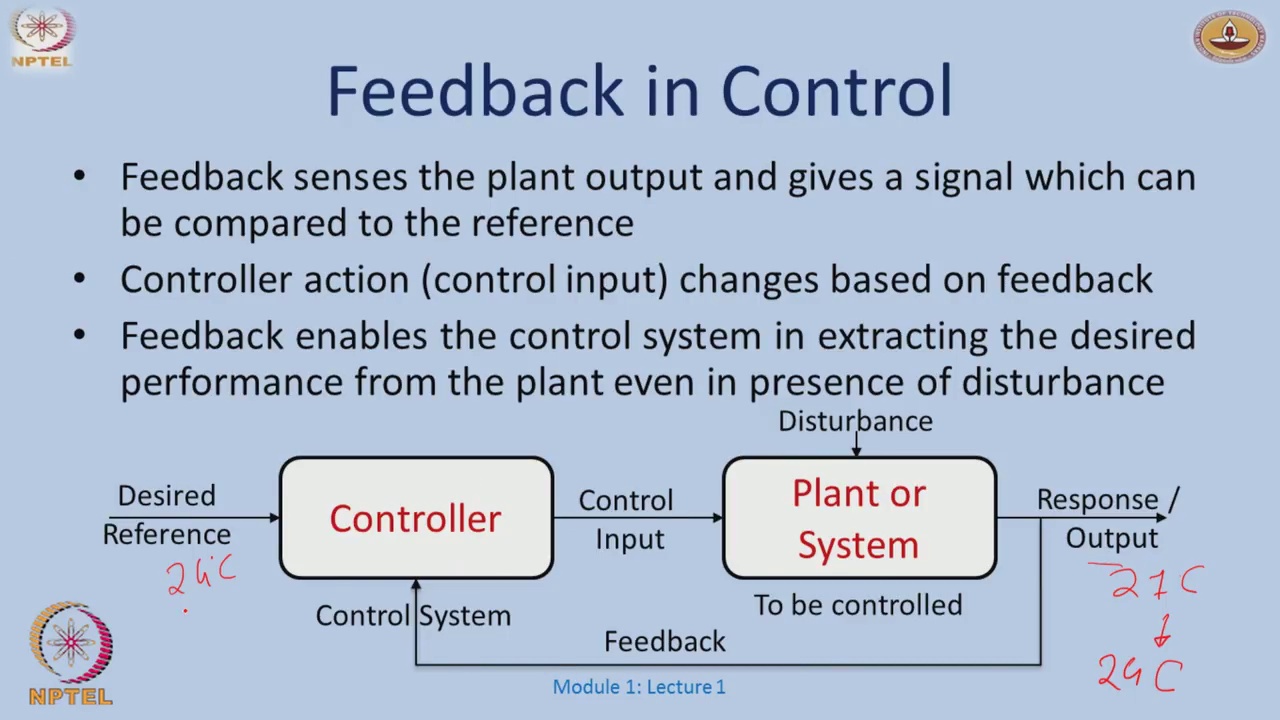 NPTEL
Feedback in Control
• Feedback senses the plant output and gives a signal which can
be compared to the reference
• Controller action (control input) changes based on feedback
• Feedback enables the control system in extracting the desired
performance from the plant even in presence of disturbance
Disturbance
Desired
Reference
Controller
Control
Input
Plant or
System
Response /
Output
24°C
27 C
Control System
To be controlled
Feedback
24 C
NPTEL
Module 1: Lecture 1